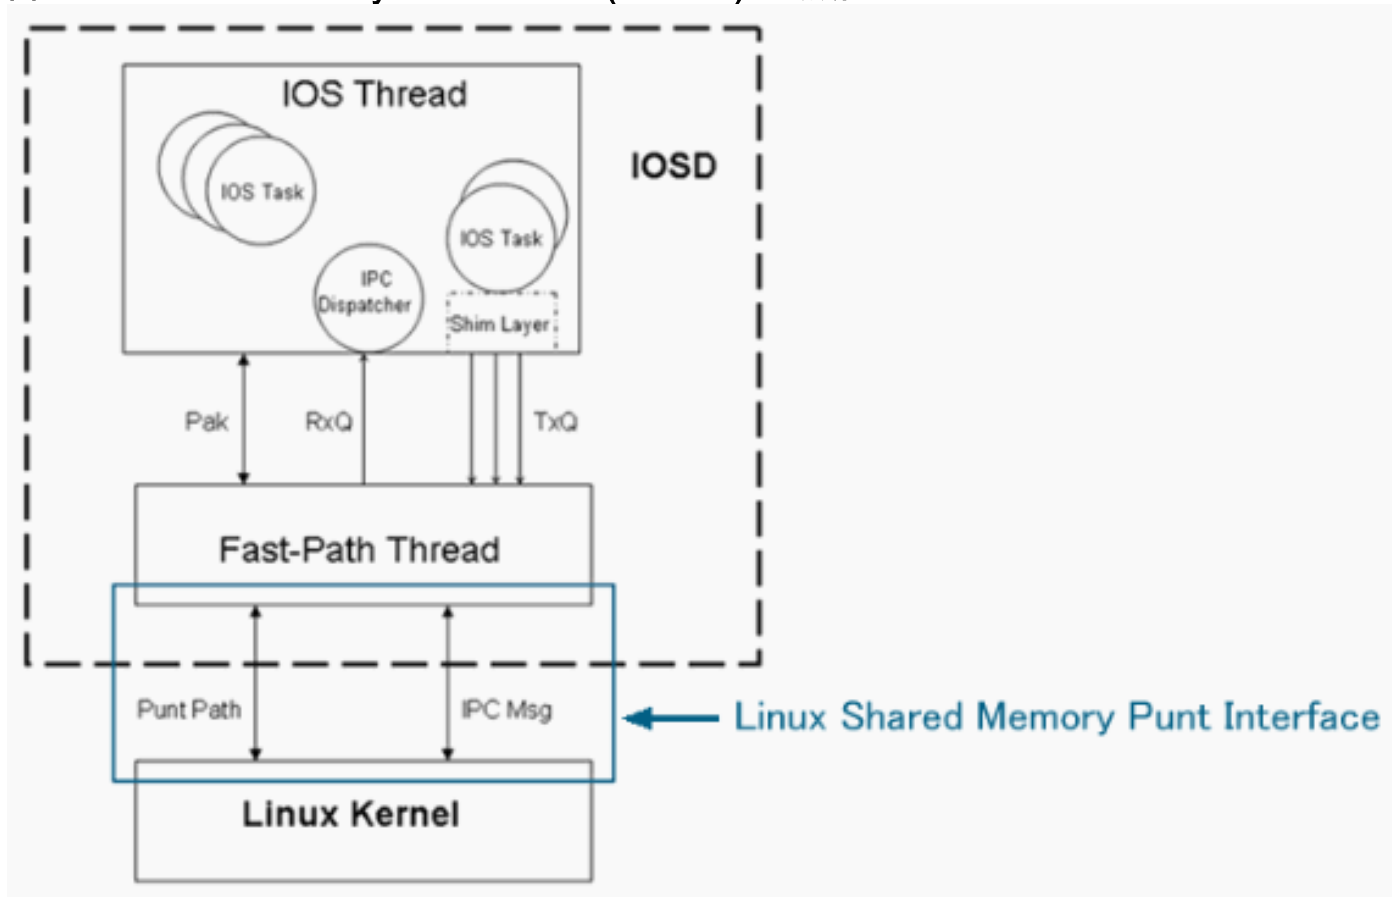 IOS Thread
IOSD
IOS Task
IOS Task
IPC
Dispatcher
Shim Layer
Pak
RxQ
TxQ
Fast-Path Thread
Punt Path
IPC Msg
Linux Shared Memory Punt Interface
Linux Kernel